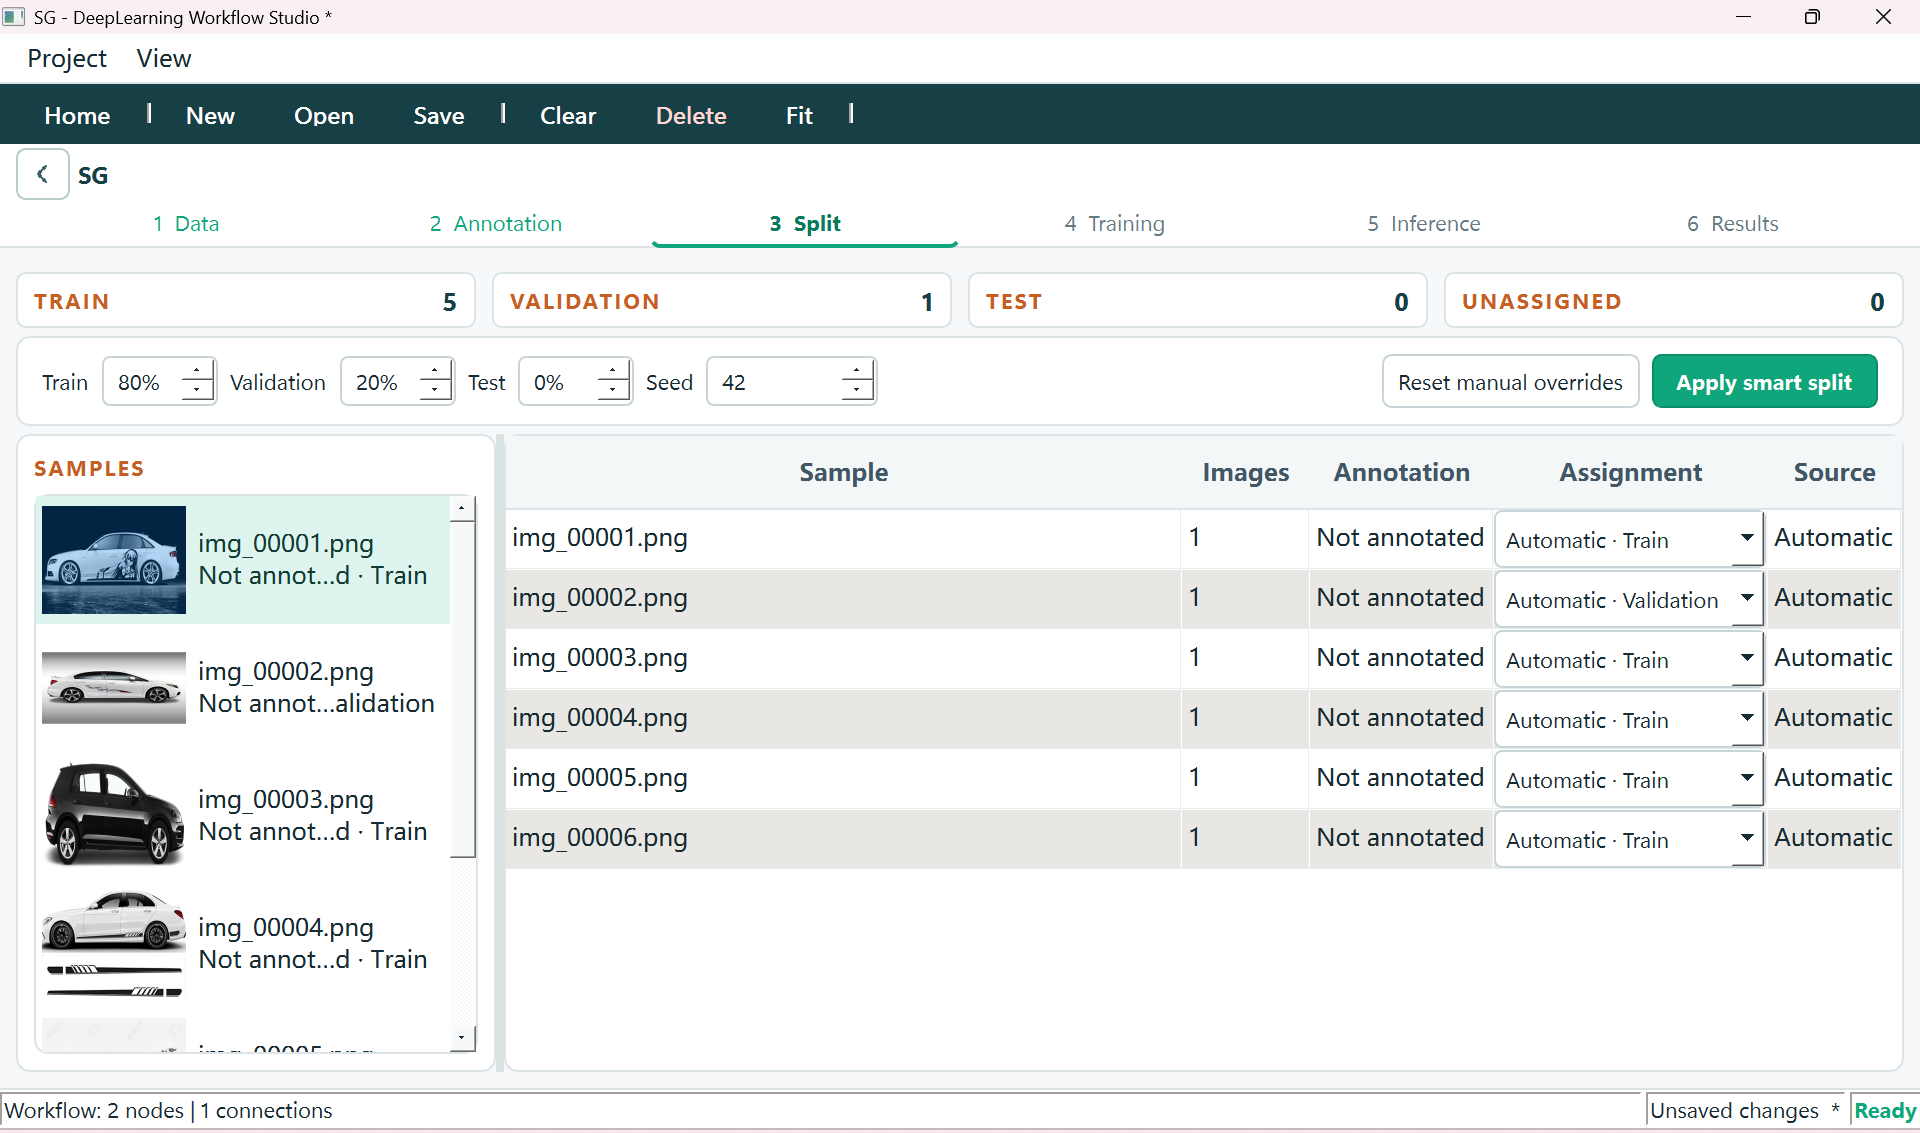 SG - DeepLearning Workflow Studio *
Project View
Home | New Open Save | Clear Delete Fit |
SG
1 Data 2 Annotation 3 Split 4 Training 5 Inference 6 Results
TRAIN 5 VALIDATION 1 TEST 0 UNASSIGNED 0
Train 80% Validation 20% Test 0% Seed 42 Reset manual overrides Apply smart split
SAMPLES
img_00001.png
Not annot...d · Train
img_00002.png
Not annot...alidation
img_00003.png
Not annot...d · Train
img_00004.png
Not annot...d · Train
Sample Images Annotation Assignment Source
img_00001.png 1 Not annotated Automatic · Train Automatic
img_00002.png 1 Not annotated Automatic · Validation Automatic
img_00003.png 1 Not annotated Automatic · Train Automatic
img_00004.png 1 Not annotated Automatic · Train Automatic
img_00005.png 1 Not annotated Automatic · Train Automatic
img_00006.png 1 Not annotated Automatic · Train Automatic
Workflow: 2 nodes | 1 connections
Unsaved changes * Ready